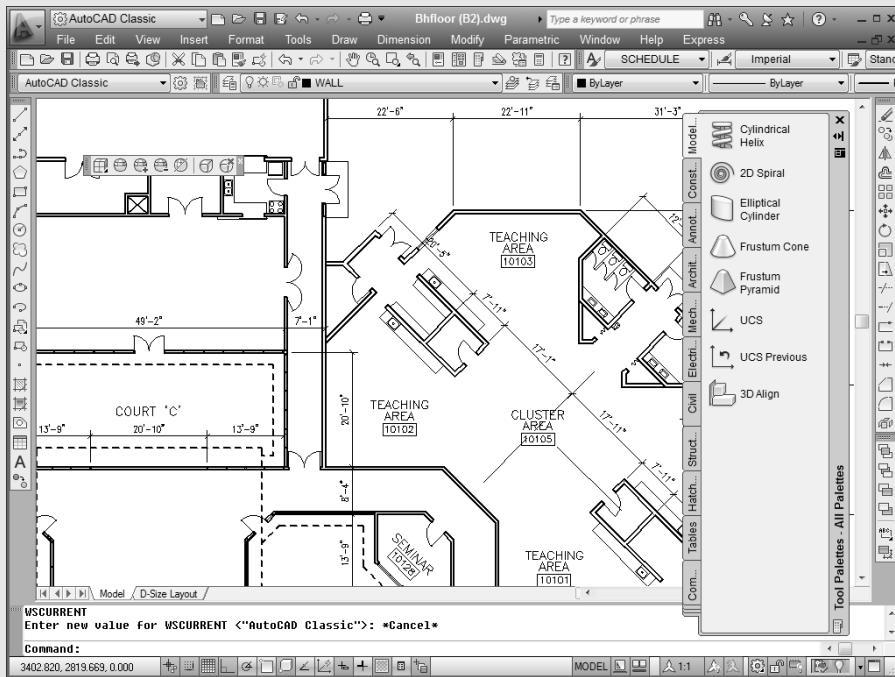 AutoCAD Classic
Bhfloor (B2).dwg
Type a keyword or phrase
File Edit View Insert Format Tools Draw Dimension Modify Parametric Window Help Express
SCHEDULE
Imperial
Stand
AutoCAD Classic
WALL
ByLayer
ByLayer
22'-6" 22'-11" 31'-3"
TEACHING
AREA
10103
20'-5"
12'
7'-11"
17'-1"
49'-2"
7'-1"
COURT 'C'
13'-9" 20'-10" 13'-9"
20'-10"
TEACHING
AREA
10102
CLUSTER
AREA
10105
17'-11"
7'-11"
8'-4"
13'-9"
SEMINAR
10128
TEACHING
AREA
10101
Model...
Const...
Annot...
Archit...
Mech...
Electri...
Civil
Struct...
Hatch...
Tables
Com...
Cylindrical
Helix
2D Spiral
Elliptical
Cylinder
Frustum Cone
Frustum
Pyramid
UCS
UCS Previous
3D Align
Tool Palettes - All Palettes
Model D-Size Layout
WSCURRENT
Enter new value for WSCURRENT <"AutoCAD Classic">: *Cancel*
Command:
3402.820, 2819.669, 0.000
MODEL
1:1